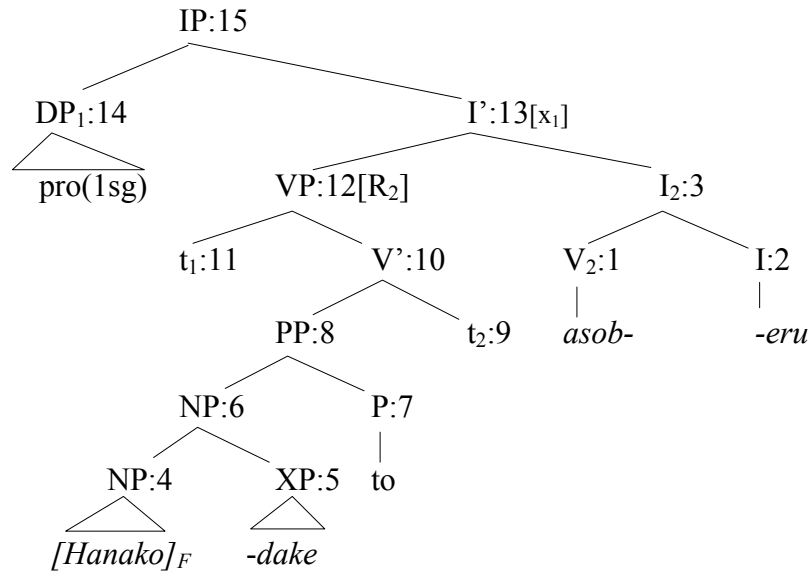 IP:15
DP₁:14 I’:13[x₁]
pro(1sg) VP:12[R₂] I₂:3
t₁:11 V’:10 V₂:1 I:2
PP:8 t₂:9 asob- -eru
NP:6 P:7
NP:4 XP:5 to
[Hanako]F -dake